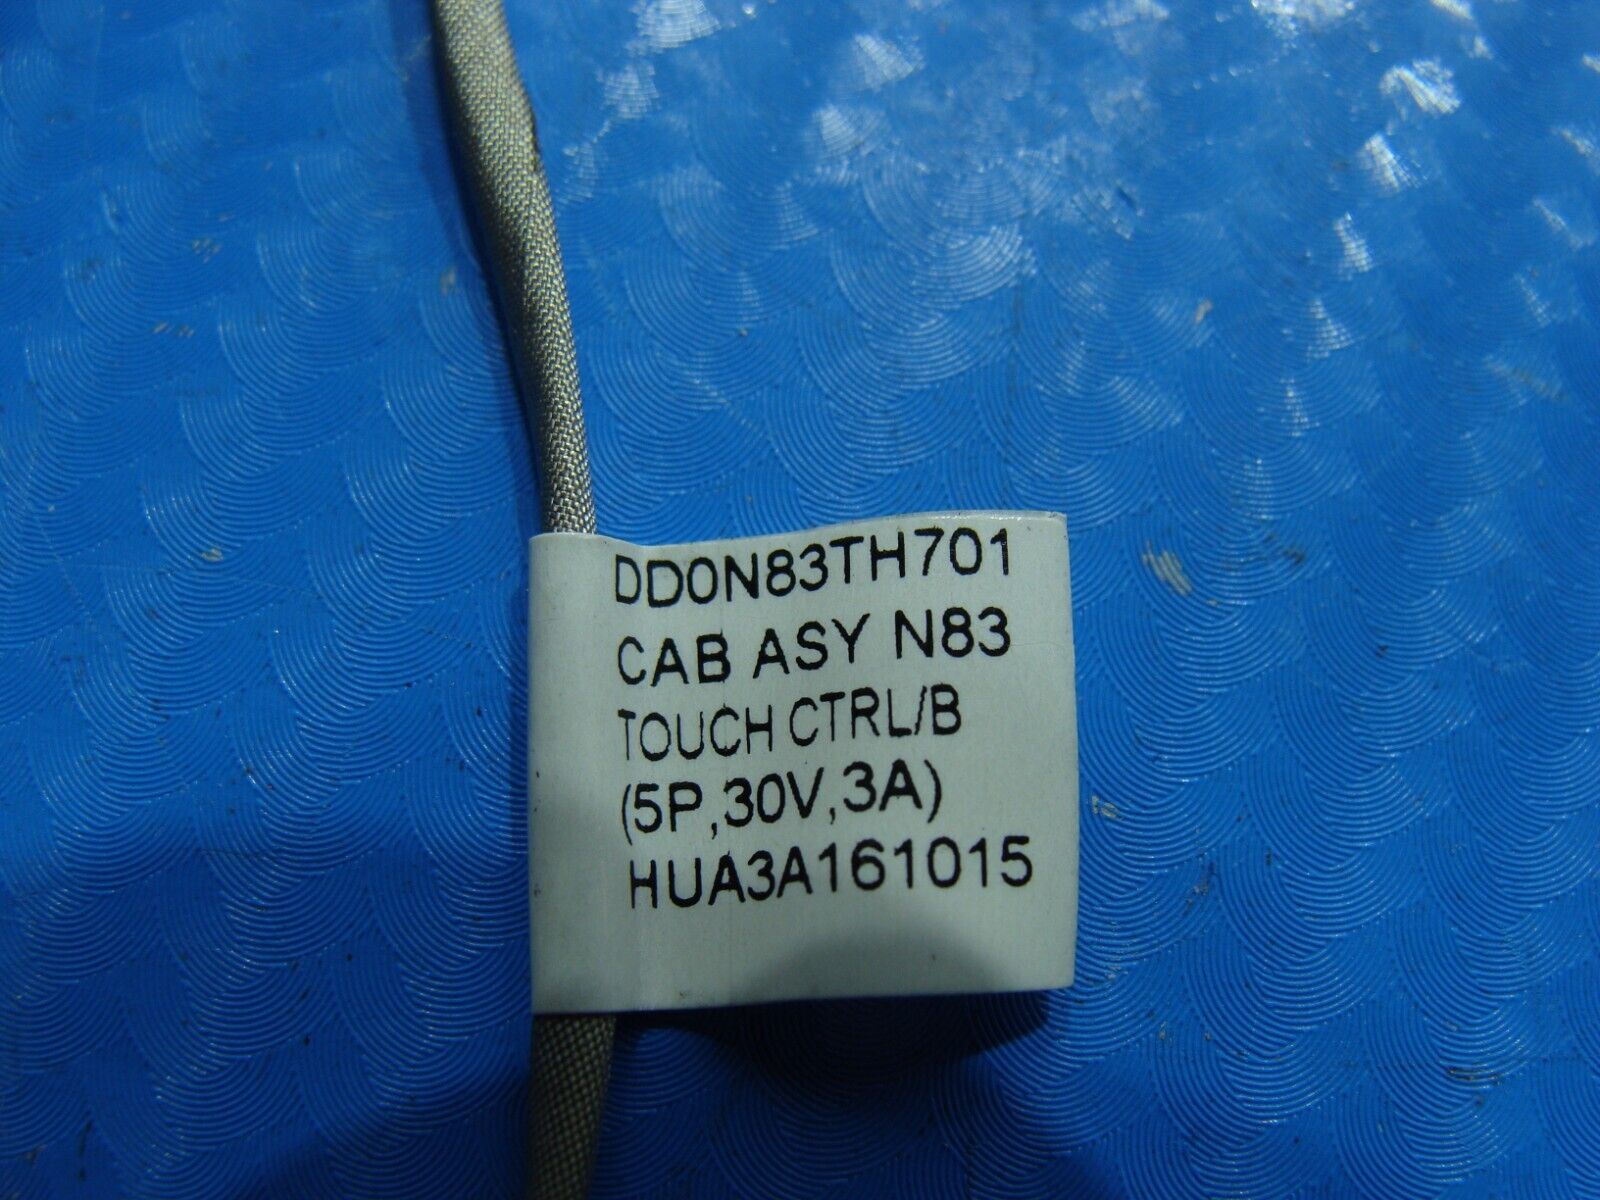 DD0N83TH701
CAB ASY N83
TOUCH CTRL/B
(5P,30V,3A)
HUA3A161015